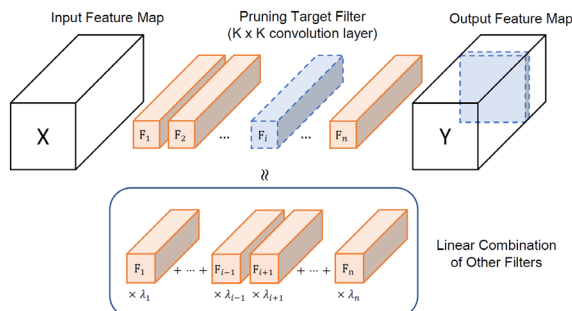 Input Feature Map
Pruning Target Filter
(K x K convolution layer)
Output Feature Map
X
F₁ F₂ ... Fᵢ ... Fₙ
Y
≈
F₁ + ··· + Fᵢ₋₁ Fᵢ₊₁ + ··· + Fₙ
× λ₁ × λᵢ₋₁ × λᵢ₊₁ × λₙ
Linear Combination
of Other Filters